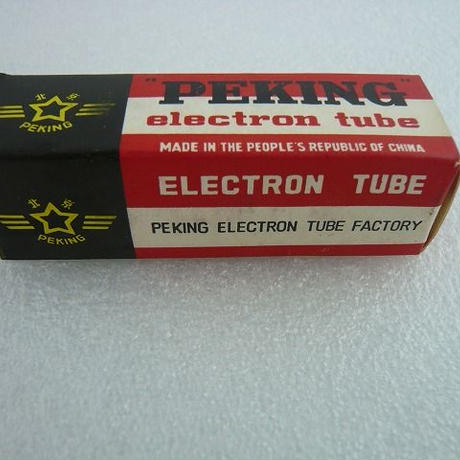 北京
PEKING
"PEKING"
electron tube
MADE IN THE PEOPLE'S REPUBLIC OF CHINA
北京
PEKING
ELECTRON TUBE
PEKING ELECTRON TUBE FACTORY